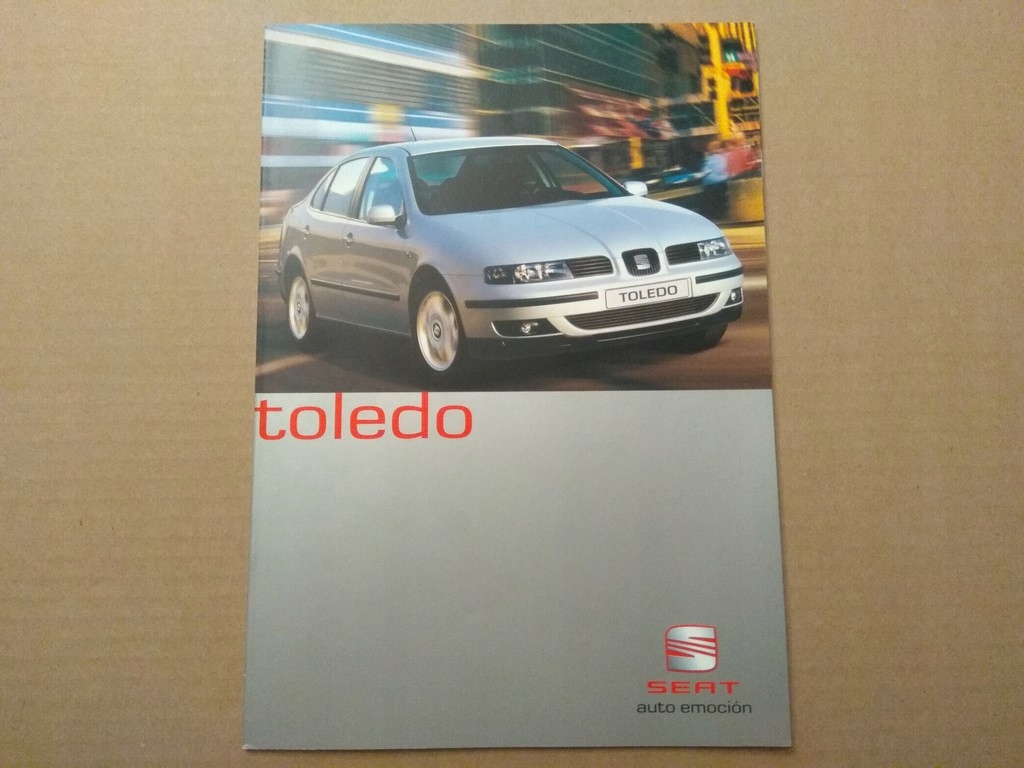 TOLEDO
toledo
SEAT
auto emoción